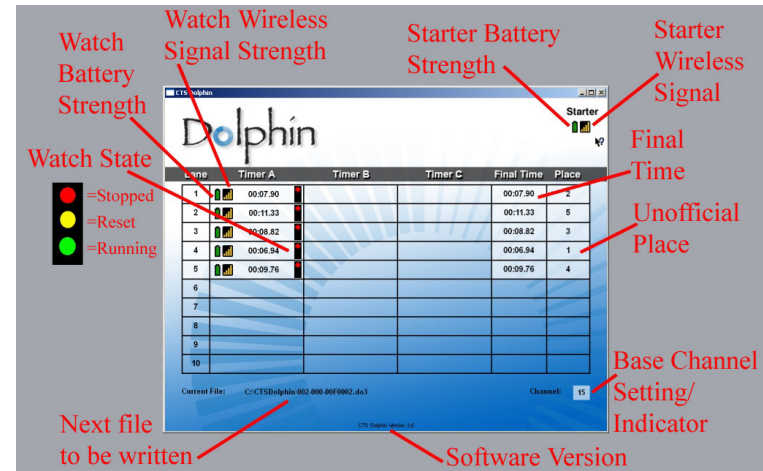 Watch Wireless
Signal Strength
Watch
Battery
Strength
Starter Battery
Strength
Starter
Wireless
Signal
Watch State
=Stopped
=Reset
=Running
Final
Time
Unofficial
Place
CTS Dolphin
Dolphin
Starter
Lane Timer A Timer B Timer C Final Time Place
1 00:07.90 00:07.90 2
2 00:11.33 00:11.33 5
3 00:08.82 00:08.82 3
4 00:06.94 00:06.94 1
5 00:09.76 00:09.76 4
6
7
8
9
10
Current File: C:\CTSDolphin\002-000-00F0002.do3
Channel: 15
CTS Dolphin Version 3.0
Base Channel
Setting/
Indicator
Next file
to be written
Software Version